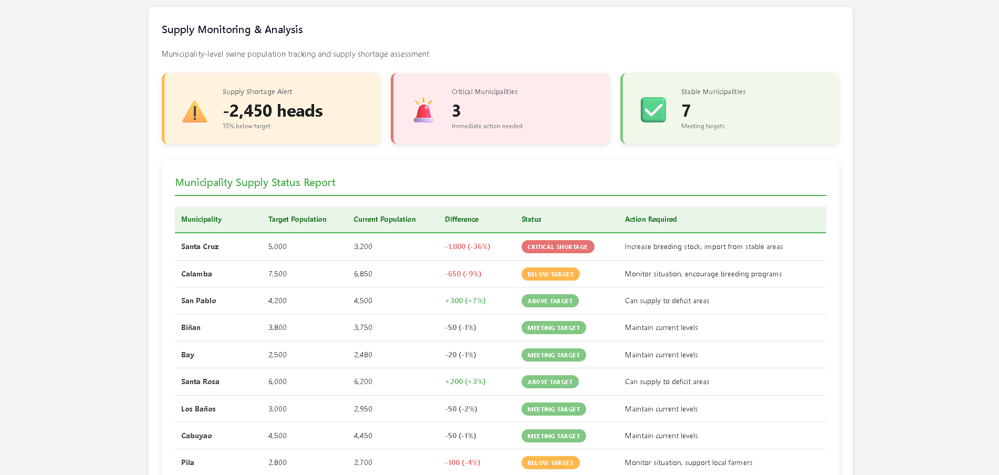 Supply Monitoring & Analysis
Municipality-level swine population tracking and supply shortage assessment
Supply Shortage Alert
-2,450 heads
35% below target
Critical Municipalities
3
Immediate action needed
Stable Municipalities
7
Meeting targets
Municipality Supply Status Report
Municipality Target Population Current Population Difference Status Action Required
Santa Cruz 5,000 3,200 -1,800 (-36%) CRITICAL SHORTAGE Increase breeding stock, import from stable areas
Calamba 7,500 6,850 -650 (-9%) BELOW TARGET Monitor situation, encourage breeding programs
San Pablo 4,200 4,500 +300 (+7%) ABOVE TARGET Can supply to deficit areas
Biñan 3,800 3,750 -50 (-1%) MEETING TARGET Maintain current levels
Bay 2,500 2,480 -20 (-1%) MEETING TARGET Maintain current levels
Santa Rosa 6,000 6,200 +200 (+3%) ABOVE TARGET Can supply to deficit areas
Los Baños 3,000 2,950 -50 (-2%) MEETING TARGET Maintain current levels
Cabuyao 4,500 4,450 -50 (-1%) MEETING TARGET Maintain current levels
Pila 2,800 2,700 -100 (-4%) BELOW TARGET Monitor situation, support local farmers